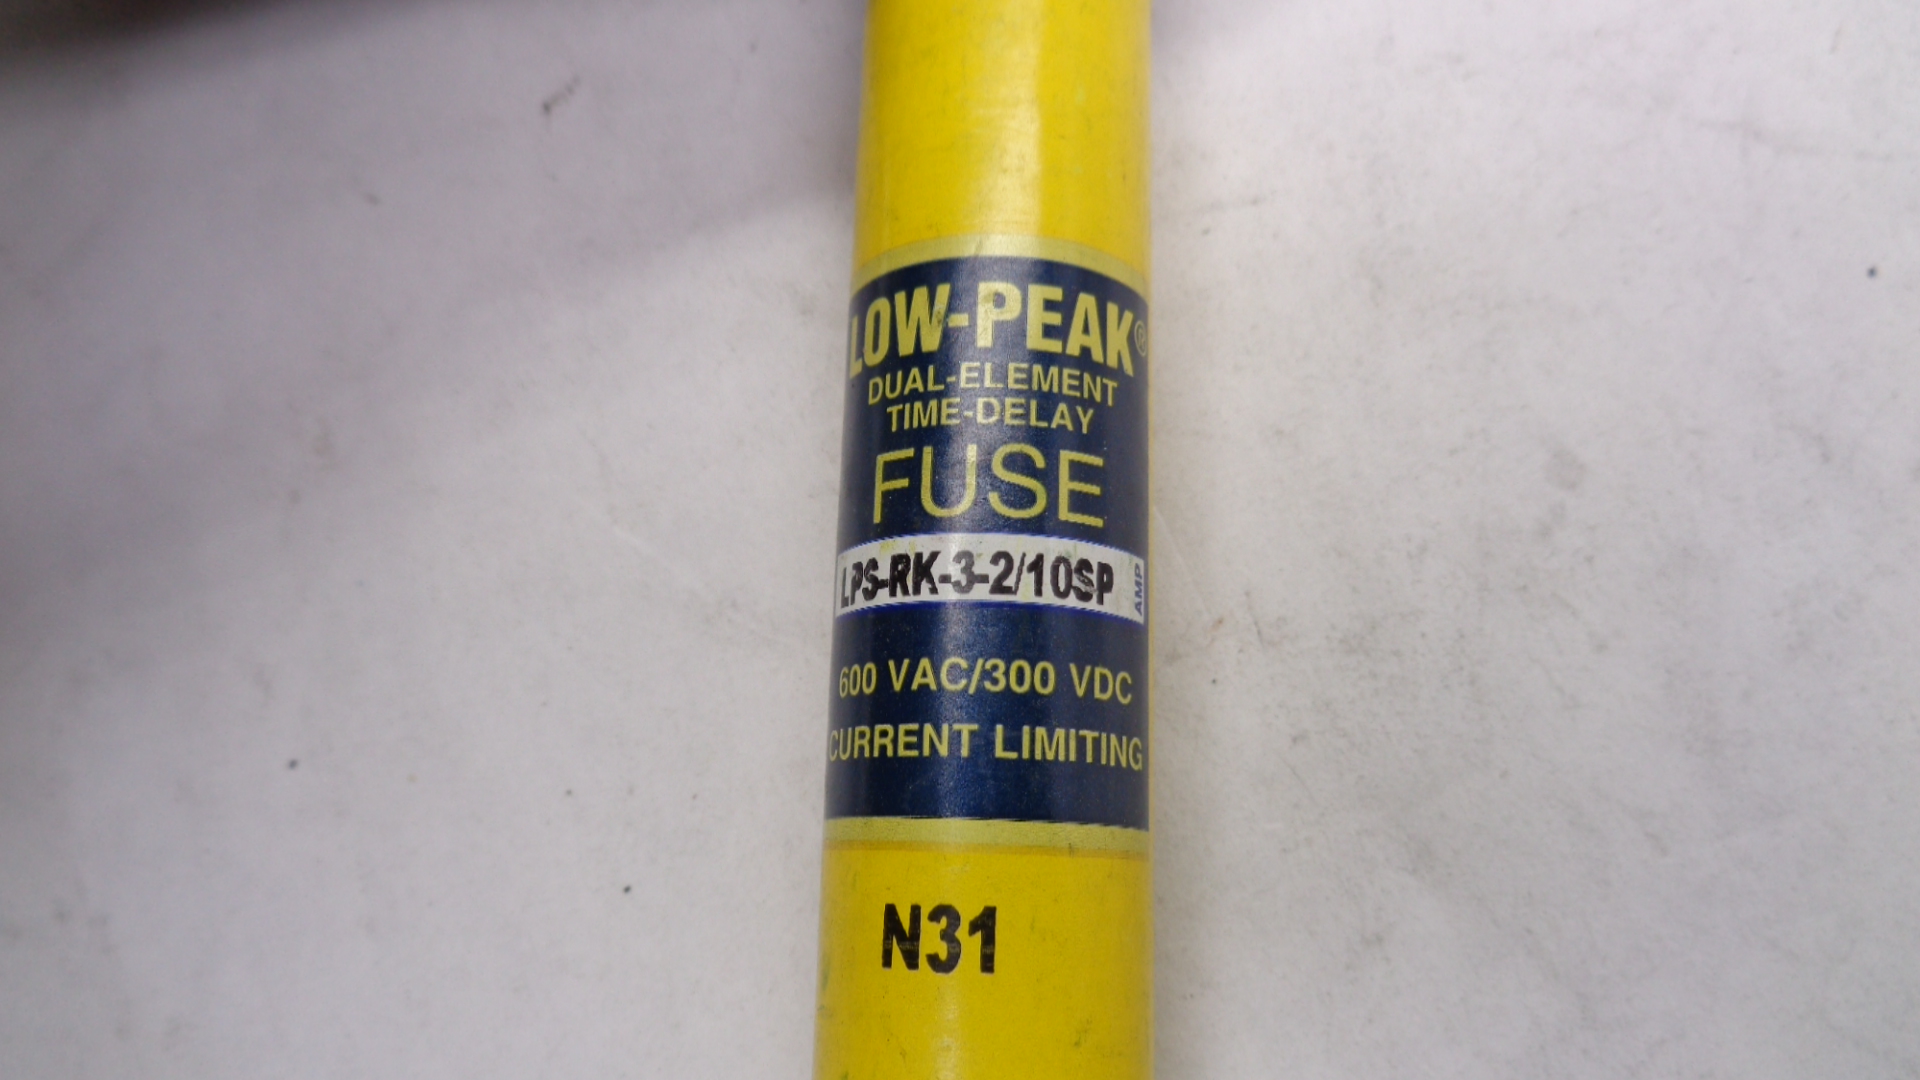 LOW-PEAK®
DUAL-ELEMENT
TIME-DELAY
FUSE
LPS-RK-3-2/10SP AMP
600 VAC/300 VDC
CURRENT LIMITING
N31